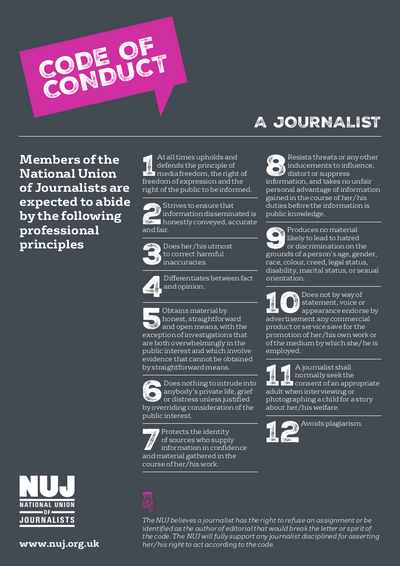 CODE OF
CONDUCT
A JOURNALIST
Members of the
National Union
of Journalists are
expected to abide
by the following
professional
principles
1 At all times upholds and
defends the principle of
media freedom, the right of
freedom of expression and the
right of the public to be informed.
2 Strives to ensure that
information disseminated is
honestly conveyed, accurate
and fair.
3 Does her/his utmost
to correct harmful
inaccuracies.
4 Differentiates between fact
and opinion.
5 Obtains material by
honest, straightforward
and open means, with the
exception of investigations that
are both overwhelmingly in the
public interest and which involve
evidence that cannot be obtained
by straightforward means.
6 Does nothing to intrude into
anybody's private life, grief
or distress unless justified
by overriding consideration of the
public interest.
7 Protects the identity
of sources who supply
information in confidence
and material gathered in the
course of her/his work.
8 Resists threats or any other
inducements to influence,
distort or suppress
information, and takes no unfair
personal advantage of information
gained in the course of her/his
duties before the information is
public knowledge.
9 Produces no material
likely to lead to hatred
or discrimination on the
grounds of a person's age, gender,
race, colour, creed, legal status,
disability, marital status, or sexual
orientation.
10 Does not by way of
statement, voice or
appearance endorse by
advertisement any commercial
product or service save for the
promotion of her/his own work or
of the medium by which she/he is
employed.
11 A journalist shall
normally seek the
consent of an appropriate
adult when interviewing or
photographing a child for a story
about her/his welfare.
12 Avoids plagiarism.
NUJ
NATIONAL UNION
OF
JOURNALISTS
www.nuj.org.uk
The NUJ believes a journalist has the right to refuse an assignment or be
identified as the author of editorial that would break the letter or spirit of
the code. The NUJ will fully support any journalist disciplined for asserting
her/his right to act according to the code.